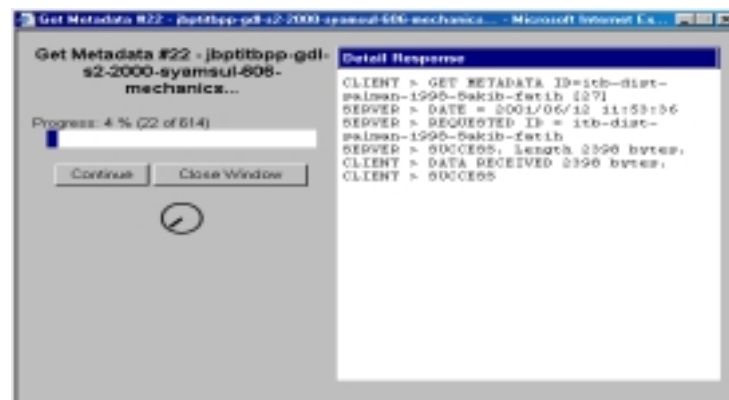 Get Metadata #22 - jbptitbpp-gdl-s2-2000-syamsul-606-mechanics... - Microsoft Internet Ex...
Get Metadata #22 - jbptitbpp-gdl-
s2-2000-syamsul-606-
mechanics...
Progress: 4 % (22 of 614)
Continue
Close Window
Detail Response
CLIENT > GET METADATA ID=itb-dist-
salman-1998-Sakib-fatih [27]
SERVER > DATE = 2001/06/12 11:53:36
SERVER > REQUESTED ID = itb-dist-
salman-1998-Sakib-fatih
SERVER > SUCCESS. Length 2398 bytes.
CLIENT > DATA RECEIVED 2398 bytes.
CLIENT > SUCCESS